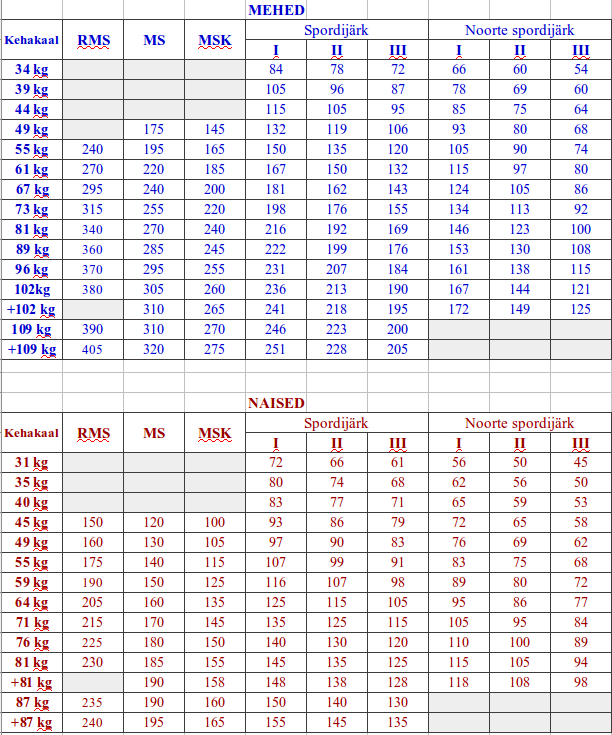 MEHED
Kehakaal RMS MS MSK Spordijärk Noorte spordijärk
I II III I II III
34 kg 84 78 72 66 60 54
39 kg 105 96 87 78 69 60
44 kg 115 105 95 85 75 64
49 kg 175 145 132 119 106 93 80 68
55 kg 240 195 165 150 135 120 105 90 74
61 kg 270 220 185 167 150 132 115 97 80
67 kg 295 240 200 181 162 143 124 105 86
73 kg 315 255 220 198 176 155 134 113 92
81 kg 340 270 240 216 192 169 146 123 100
89 kg 360 285 245 222 199 176 153 130 108
96 kg 370 295 255 231 207 184 161 138 115
102kg 380 305 260 236 213 190 167 144 121
+102 kg 310 265 241 218 195 172 149 125
109 kg 390 310 270 246 223 200
+109 kg 405 320 275 251 228 205
NAISED
Kehakaal RMS MS MSK Spordijärk Noorte spordijärk
I II III I II III
31 kg 72 66 61 56 50 45
35 kg 80 74 68 62 56 50
40 kg 83 77 71 65 59 53
45 kg 150 120 100 93 86 79 72 65 58
49 kg 160 130 105 97 90 83 76 69 62
55 kg 175 140 115 107 99 91 83 75 68
59 kg 190 150 125 116 107 98 89 80 72
64 kg 205 160 135 125 115 105 95 86 77
71 kg 215 170 145 135 125 115 105 95 84
76 kg 225 180 150 140 130 120 110 100 89
81 kg 230 185 155 145 135 125 115 105 94
+81 kg 190 158 148 138 128 118 108 98
87 kg 235 190 160 150 140 130
+87 kg 240 195 165 155 145 135